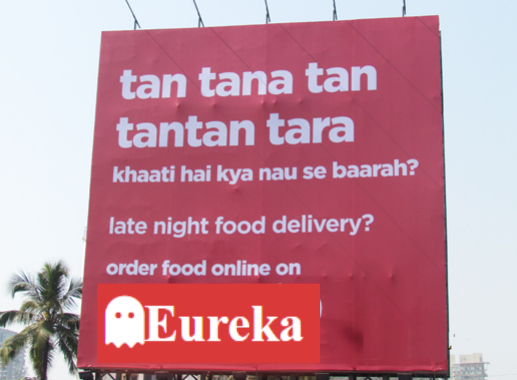 tan tana tan
tantan tara
khaati hai kya nau se baarah?
late night food delivery?
order food online on
Eureka